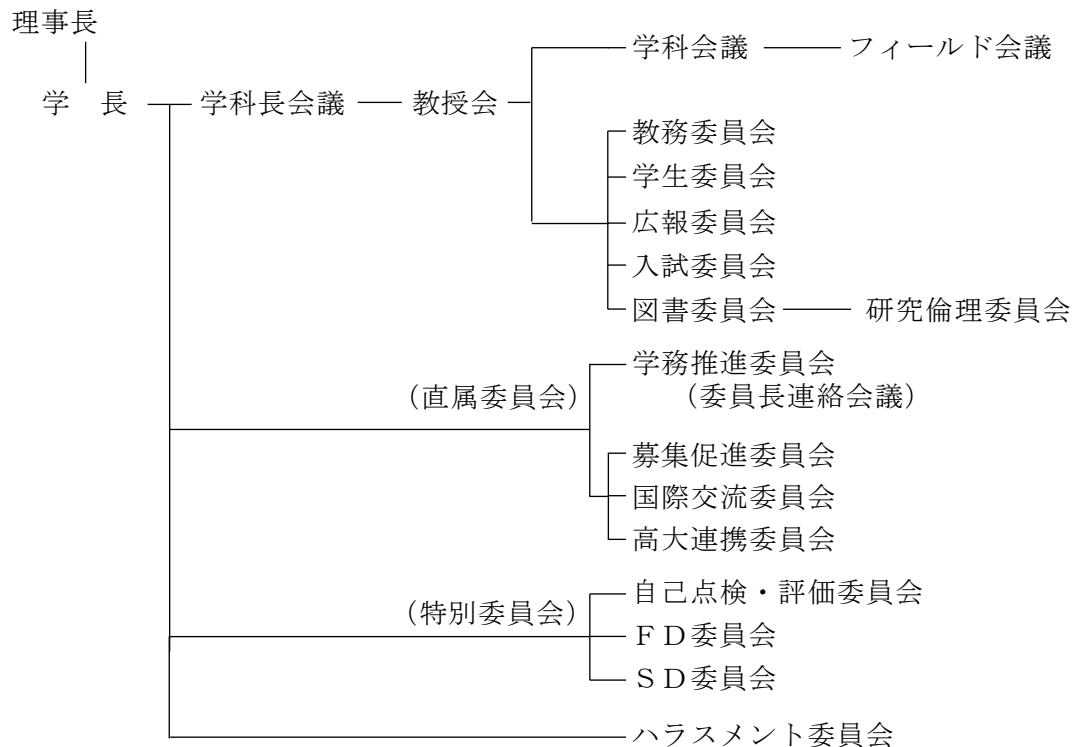 理事長
学　長
学科長会議
教授会
学科会議
フィールド会議
教務委員会
学生委員会
広報委員会
入試委員会
図書委員会
研究倫理委員会
(直属委員会)
学務推進委員会
(委員長連絡会議)
募集促進委員会
国際交流委員会
高大連携委員会
(特別委員会)
自己点検・評価委員会
ＦＤ委員会
ＳＤ委員会
ハラスメント委員会